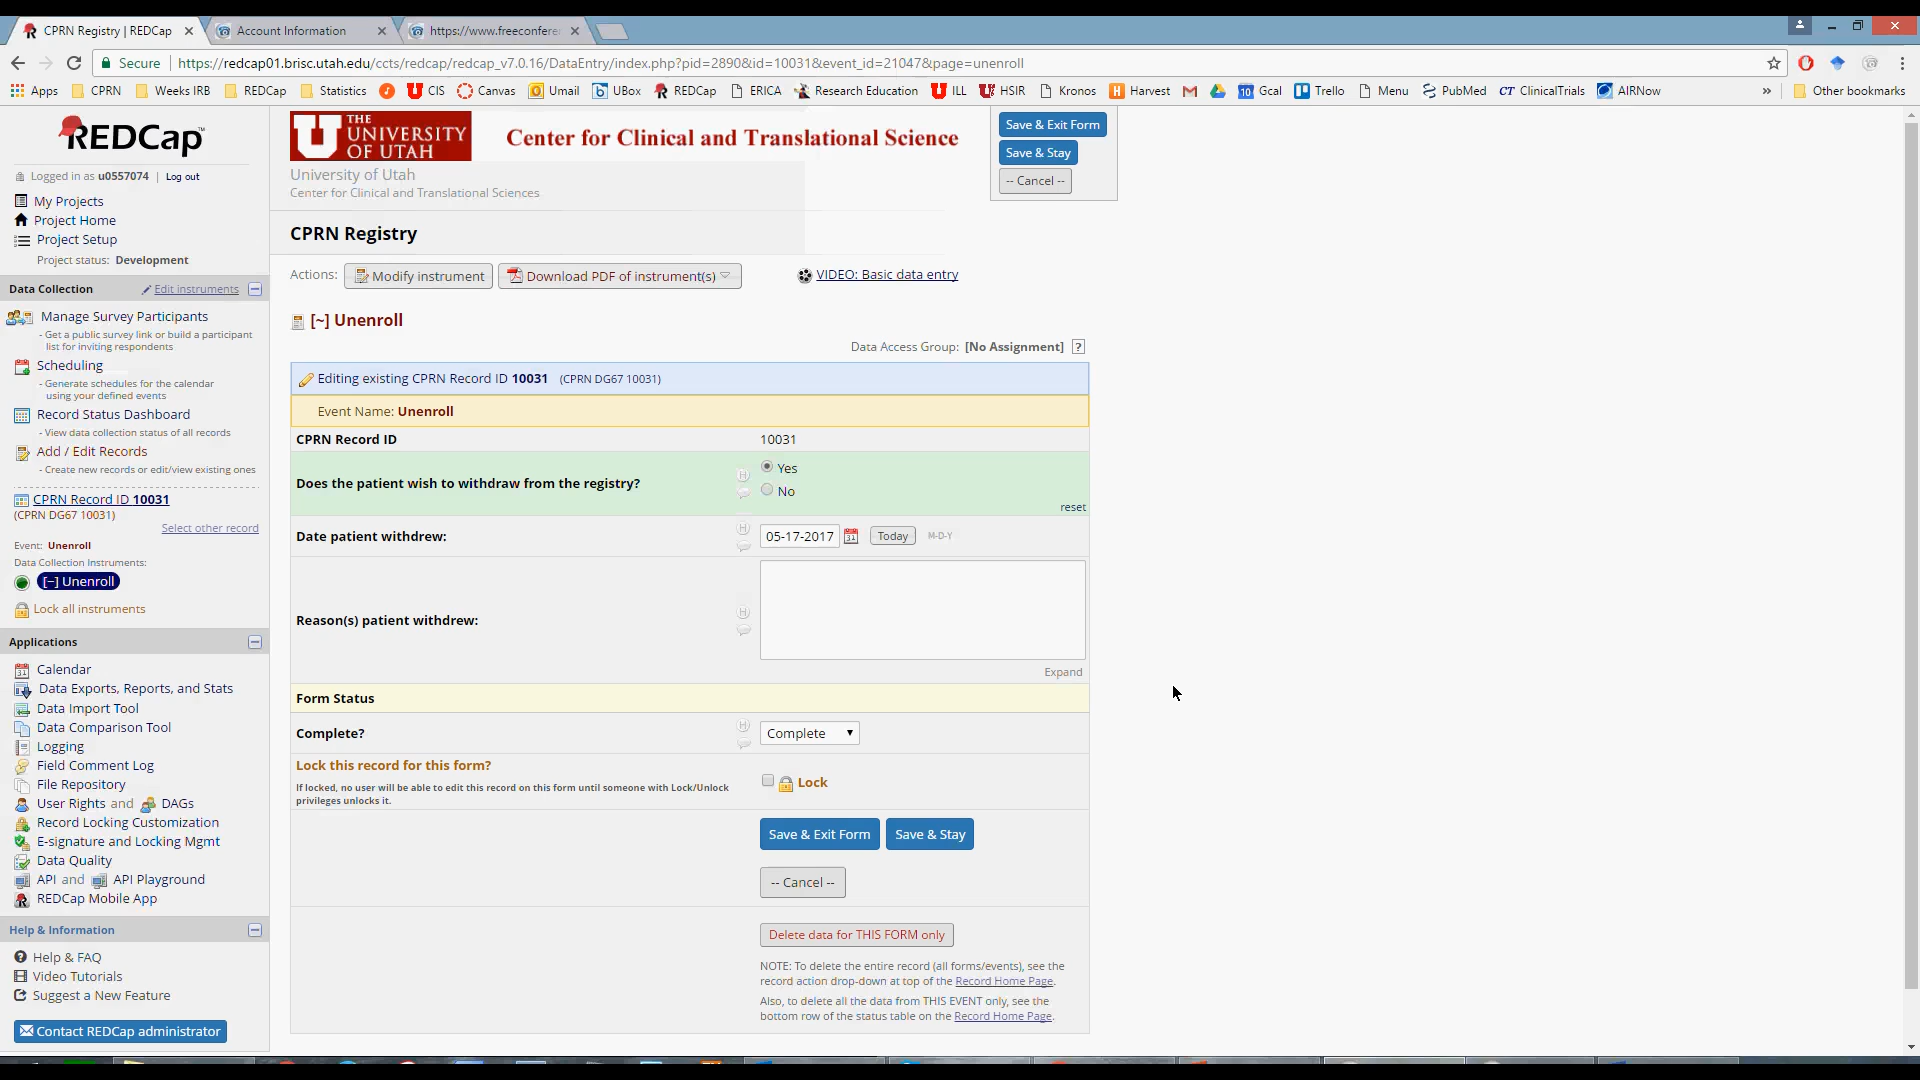 CPRN Registry | REDCap
Account Information
https://www.freeconfere
Secure https://redcap01.brisc.utah.edu/ccts/redcap/redcap_v7.0.16/DataEntry/index.php?pid=2890&id=10031&event_id=21047&page=unenroll
Apps CPRN Weeks IRB REDCap Statistics CIS Canvas Umail UBox REDCap ERICA Research Education ILL HSIR Kronos Harvest Gcal Trello Menu PubMed CT ClinicalTrials AIRNow » Other bookmarks
REDCap
Logged in as u0557074 | Log out
My Projects
Project Home
Project Setup
Project status: Development
Data Collection Edit instruments
Manage Survey Participants
- Get a public survey link or build a participant
list for inviting respondents
Scheduling
- Generate schedules for the calendar
using your defined events
Record Status Dashboard
- View data collection status of all records
Add / Edit Records
- Create new records or edit/view existing ones
CPRN Record ID 10031
(CPRN DG67 10031)
Select other record
Event: Unenroll
Data Collection Instruments:
[~] Unenroll
Lock all instruments
Applications
Calendar
Data Exports, Reports, and Stats
Data Import Tool
Data Comparison Tool
Logging
Field Comment Log
File Repository
User Rights and DAGs
Record Locking Customization
E-signature and Locking Mgmt
Data Quality
API and API Playground
REDCap Mobile App
Help & Information
Help & FAQ
Video Tutorials
Suggest a New Feature
Contact REDCap administrator
THE
UNIVERSITY
OF UTAH
Center for Clinical and Translational Science
University of Utah
Center for Clinical and Translational Sciences
Save & Exit Form
Save & Stay
-- Cancel --
CPRN Registry
Actions: Modify instrument Download PDF of instrument(s) VIDEO: Basic data entry
[~] Unenroll
Data Access Group: [No Assignment] ?
Editing existing CPRN Record ID 10031 (CPRN DG67 10031)
Event Name: Unenroll
CPRN Record ID 10031
Does the patient wish to withdraw from the registry?
Yes
No
reset
Date patient withdrew: 05-17-2017 31 Today M-D-Y
Reason(s) patient withdrew:
Expand
Form Status
Complete? Complete
Lock this record for this form?
If locked, no user will be able to edit this record on this form until someone with Lock/Unlock
privileges unlocks it.
Lock
Save & Exit Form Save & Stay
-- Cancel --
Delete data for THIS FORM only
NOTE: To delete the entire record (all forms/events), see the
record action drop-down at top of the Record Home Page.
Also, to delete all the data from THIS EVENT only, see the
bottom row of the status table on the Record Home Page.